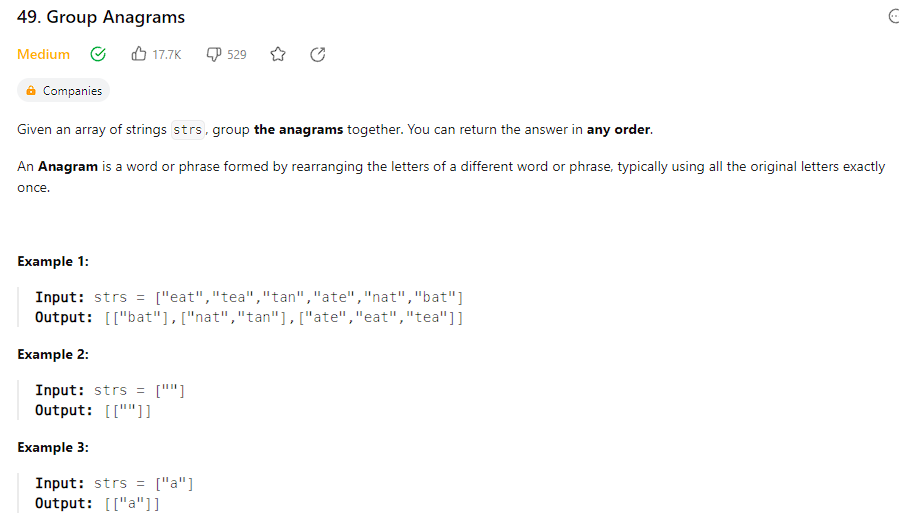 49. Group Anagrams
Medium 17.7K 529
Companies
Given an array of strings strs, group the anagrams together. You can return the answer in any order.
An Anagram is a word or phrase formed by rearranging the letters of a different word or phrase, typically using all the original letters exactly
once.
Example 1:
Input: strs = ["eat","tea","tan","ate","nat","bat"]
Output: [["bat"],["nat","tan"],["ate","eat","tea"]]
Example 2:
Input: strs = [""]
Output: [[""]]
Example 3:
Input: strs = ["a"]
Output: [["a"]]